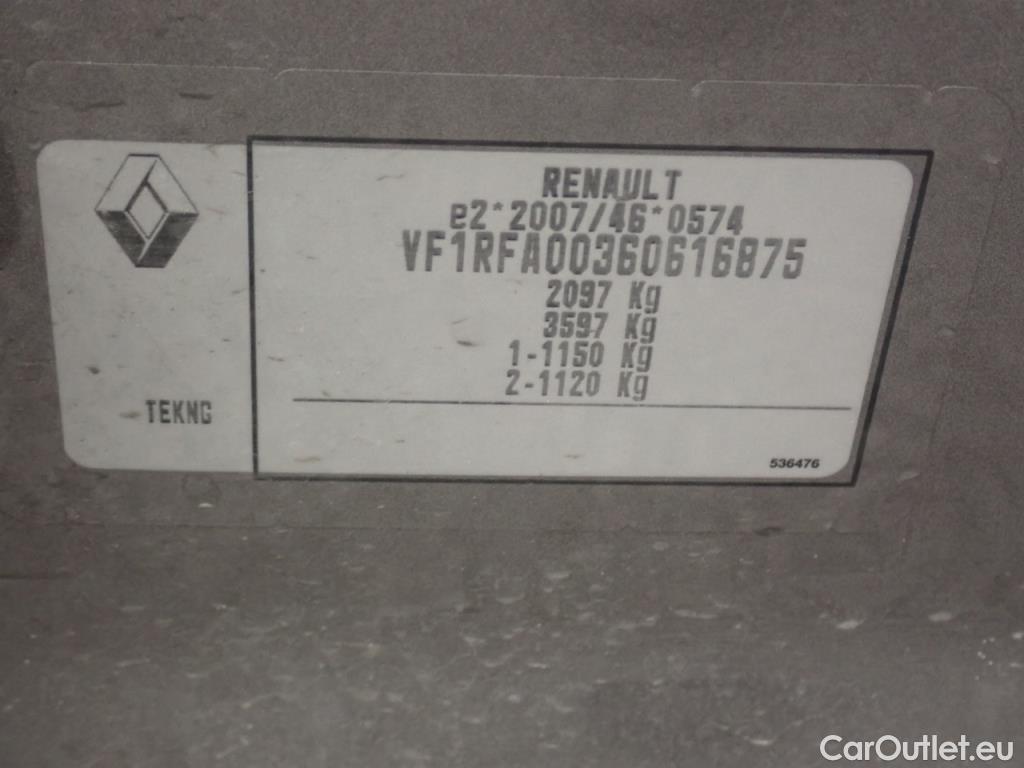 RENAULT
e2*2007/46*0574
VF1RFA00360616875
2097 Kg
3597 Kg
1-1150 Kg
2-1120 Kg
TEKNG
536476
CarOutlet.eu